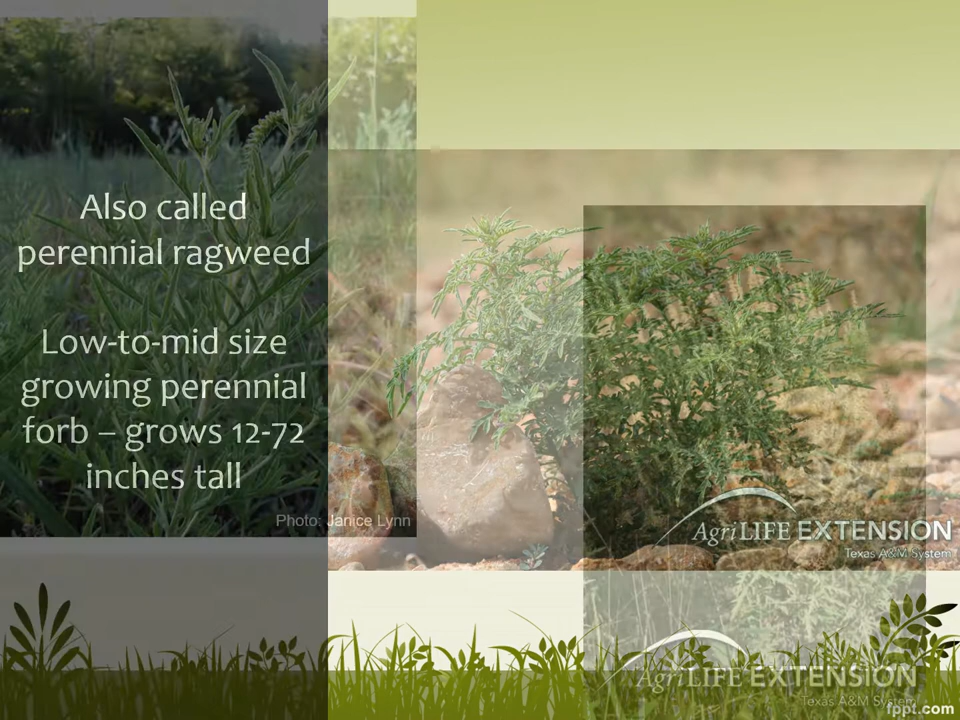 Also called
perennial ragweed
Low-to-mid size
growing perennial
forb – grows 12-72
inches tall
Photo: Janice Lynn
AgriLIFE EXTENSION
Texas A&M System
AgriLIFE EXTENSION
Texas A&M System
fppt.com